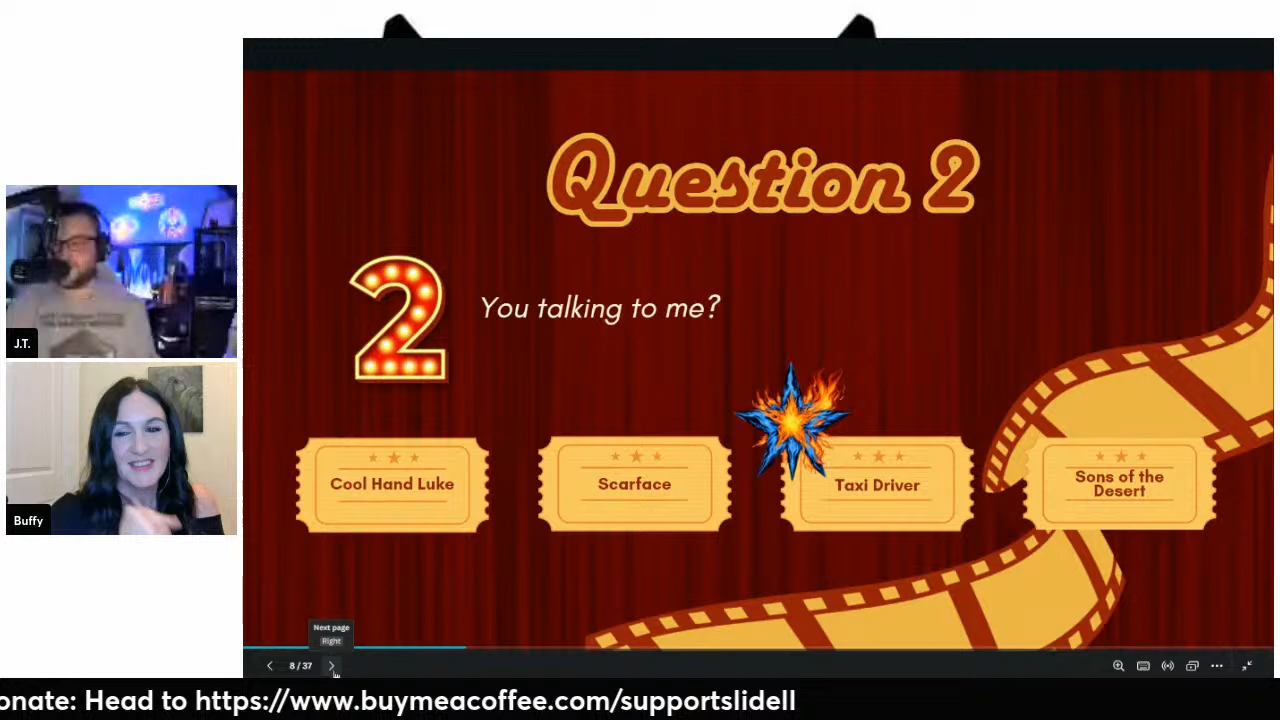 Question 2
2
You talking to me?
Cool Hand Luke
Scarface
Taxi Driver
Sons of the
Desert
J.T.
Buffy
Next page
Right
8 / 37
onate: Head to https://www.buymeacoffee.com/supportslidell